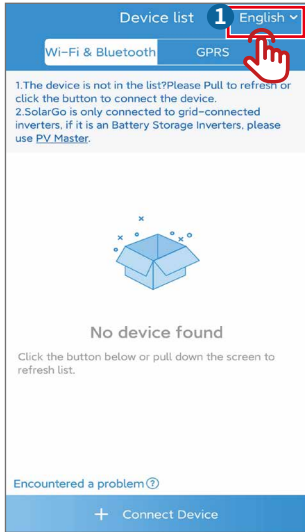 Device list 1 English
Wi-Fi & Bluetooth GPRS
1.The device is not in the list?Please Pull to refresh or
click the button to connect the device.
2.SolarGo is only connected to grid-connected
inverters, if it is an Battery Storage Inverters, please
use PV Master.
No device found
Click the button below or pull down the screen to
refresh list.
Encountered a problem ?
+ Connect Device